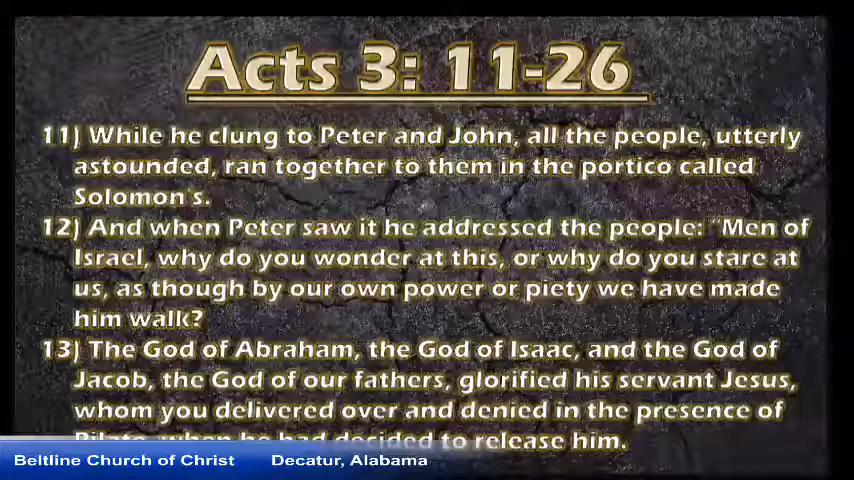 Acts 3: 11-26
11) While he clung to Peter and John, all the people, utterly
astounded, ran together to them in the portico called
Solomon's.
12) And when Peter saw it he addressed the people: "Men of
Israel, why do you wonder at this, or why do you stare at
us, as though by our own power or piety we have made
him walk?
13) The God of Abraham, the God of Isaac, and the God of
Jacob, the God of our fathers, glorified his servant Jesus,
whom you delivered over and denied in the presence of
Pilate, when he had decided to release him.
Beltline Church of Christ Decatur, Alabama